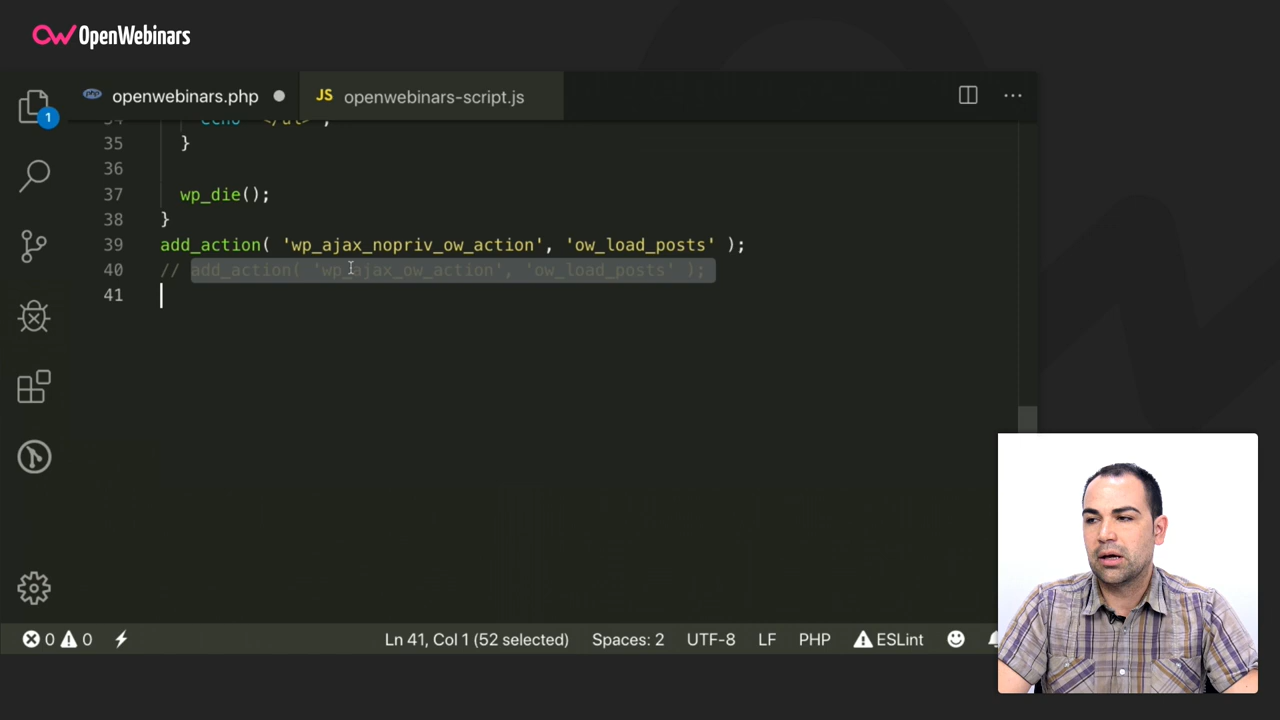 OpenWebinars
openwebinars.php
JS openwebinars-script.js
1
34 echo '</ul>';
35 }
36
37 wp_die();
38 }
39 add_action( 'wp_ajax_nopriv_ow_action', 'ow_load_posts' );
40 // add_action( 'wp_ajax_ow_action', 'ow_load_posts' );
41
0 0 Ln 41, Col 1 (52 selected) Spaces: 2 UTF-8 LF PHP ESLint